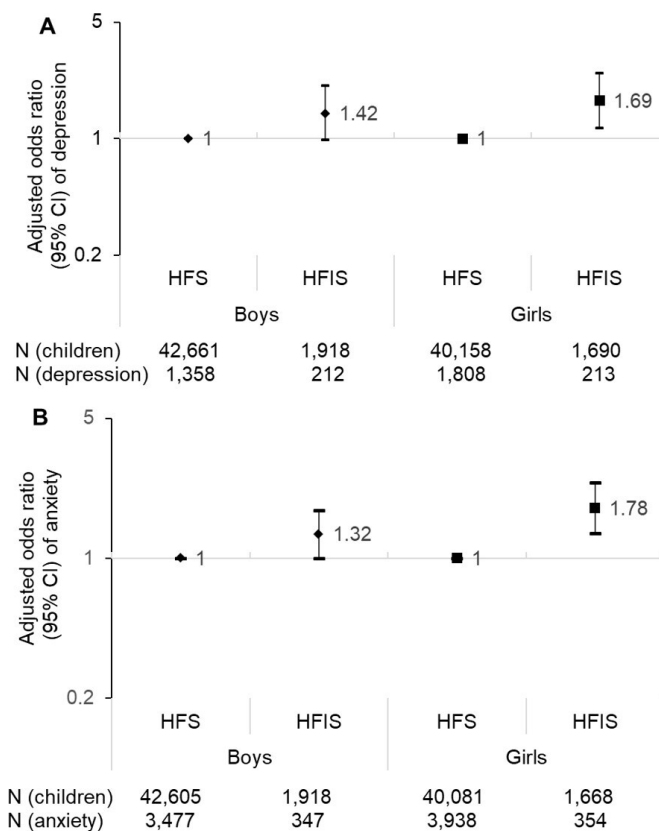 A
5
Adjusted odds ratio
(95% CI) of depression
1.42
1.69
1
1
1
0.2
HFS HFIS HFS HFIS
Boys Girls
N (children) 42,661 1,918 40,158 1,690
N (depression) 1,358 212 1,808 213
B
5
Adjusted odds ratio
(95% CI) of anxiety
1.78
1.32
1
1
1
0.2
HFS HFIS HFS HFIS
Boys Girls
N (children) 42,605 1,918 40,081 1,668
N (anxiety) 3,477 347 3,938 354